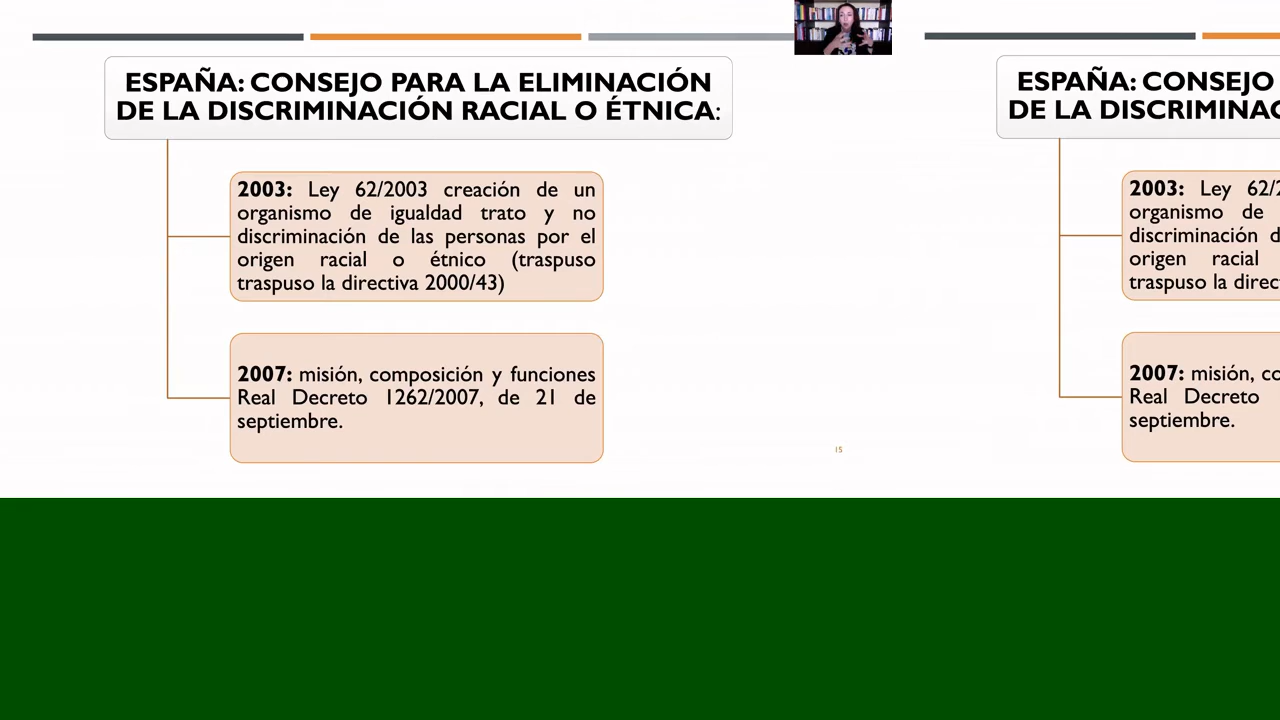 ESPAÑA: CONSEJO PARA LA ELIMINACIÓN
DE LA DISCRIMINACIÓN RACIAL O ÉTNICA:
2003: Ley 62/2003 creación de un
organismo de igualdad trato y no
discriminación de las personas por el
origen racial o étnico (traspuso
traspuso la directiva 2000/43)
2007: misión, composición y funciones
Real Decreto 1262/2007, de 21 de
septiembre.
15
ESPAÑA: CONSEJO
DE LA DISCRIMINAC
2003: Ley 62/2
organismo de
discriminación d
origen racial
traspuso la direc
2007: misión, co
Real Decreto
septiembre.